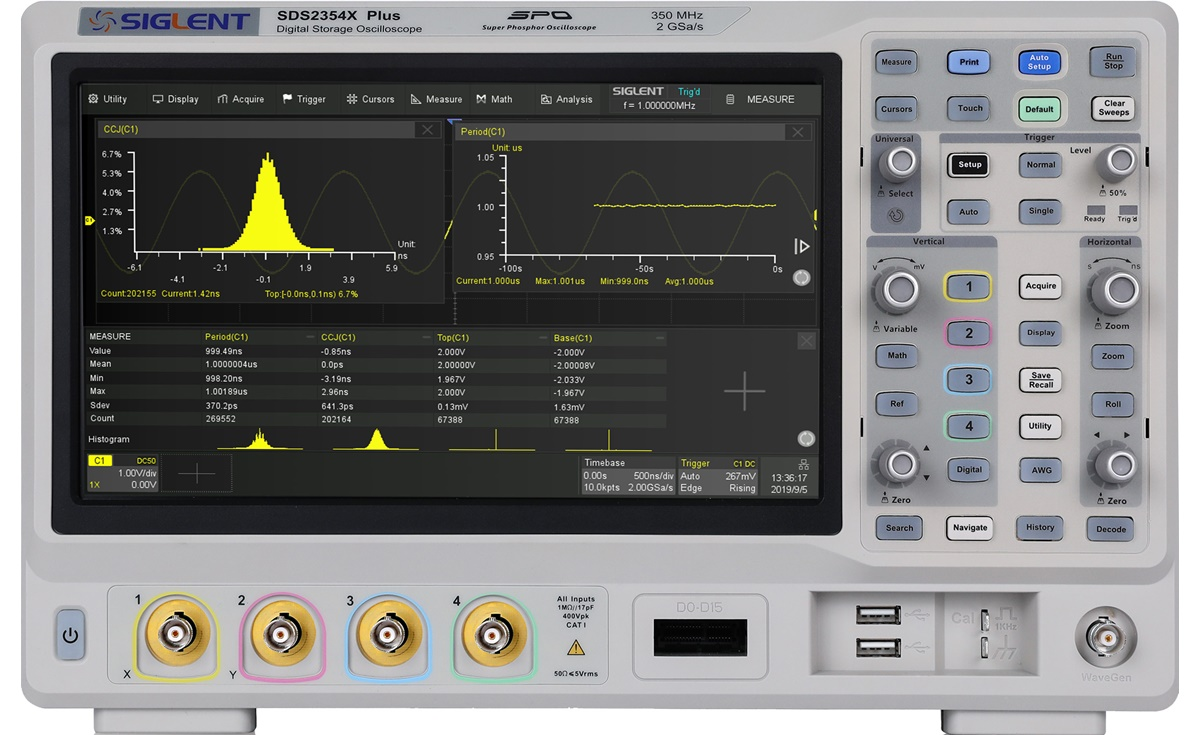 SIGLENT
SDS2354X Plus
Digital Storage Oscilloscope
SPO
Super Phosphor Oscilloscope
350 MHz
2 GSa/s
Utility Display Acquire Trigger Cursors Measure Math Analysis
SIGLENT Trig'd
f = 1.000000MHz
MEASURE
CCJ(C1)
6.7%
5.3%
4.0%
2.7%
1.3%
Unit:
ns
-6.1 -4.1 -2.1 -0.1 1.9 3.9 5.9
Count:202155 Current:1.42ns Top:[-0.0ns,0.1ns) 6.7%
Period(C1)
Unit: us
1.05
1.00
0.95
-100s -50s 0s
Current:1.000us Max:1.001us Min:999.0ns Avg:1.000us
C1
MEASURE Period(C1) CCJ(C1) Top(C1) Base(C1)
Value 999.49ns -0.85ns 2.000V -2.000V
Mean 1.0000004us 0.0ps 2.00000V -2.00008V
Min 998.20ns -3.19ns 1.967V -2.033V
Max 1.00189us 2.96ns 2.000V -1.967V
Sdev 370.2ps 641.3ps 0.13mV 1.63mV
Count 269552 202164 67388 67388
Histogram
C1 DC50
1.00V/div
1X 0.00V
Timebase
0.00s 500ns/div
10.0kpts 2.00GSa/s
Trigger C1 DC
Auto 267mV
Edge Rising
13:36:17
2019/9/5
Measure
Print
Auto
Setup
Run
Stop
Cursors
Touch
Default
Clear
Sweeps
Universal
Select
Trigger
Setup
Normal
Level
50%
Auto
Single
Ready Trig'd
Vertical
V mV
Variable
1
2
3
4
Math
Ref
Digital
Zero
Acquire
Display
Save
Recall
Utility
AWG
Horizontal
s ns
Zoom
Zoom
Roll
Zero
Search
Navigate
History
Decode
1
2
3
4
X
Y
All Inputs
1MΩ//17pF
400Vpk
CAT I
50Ω≤5Vrms
D0-D15
Cal
1KHz
WaveGen